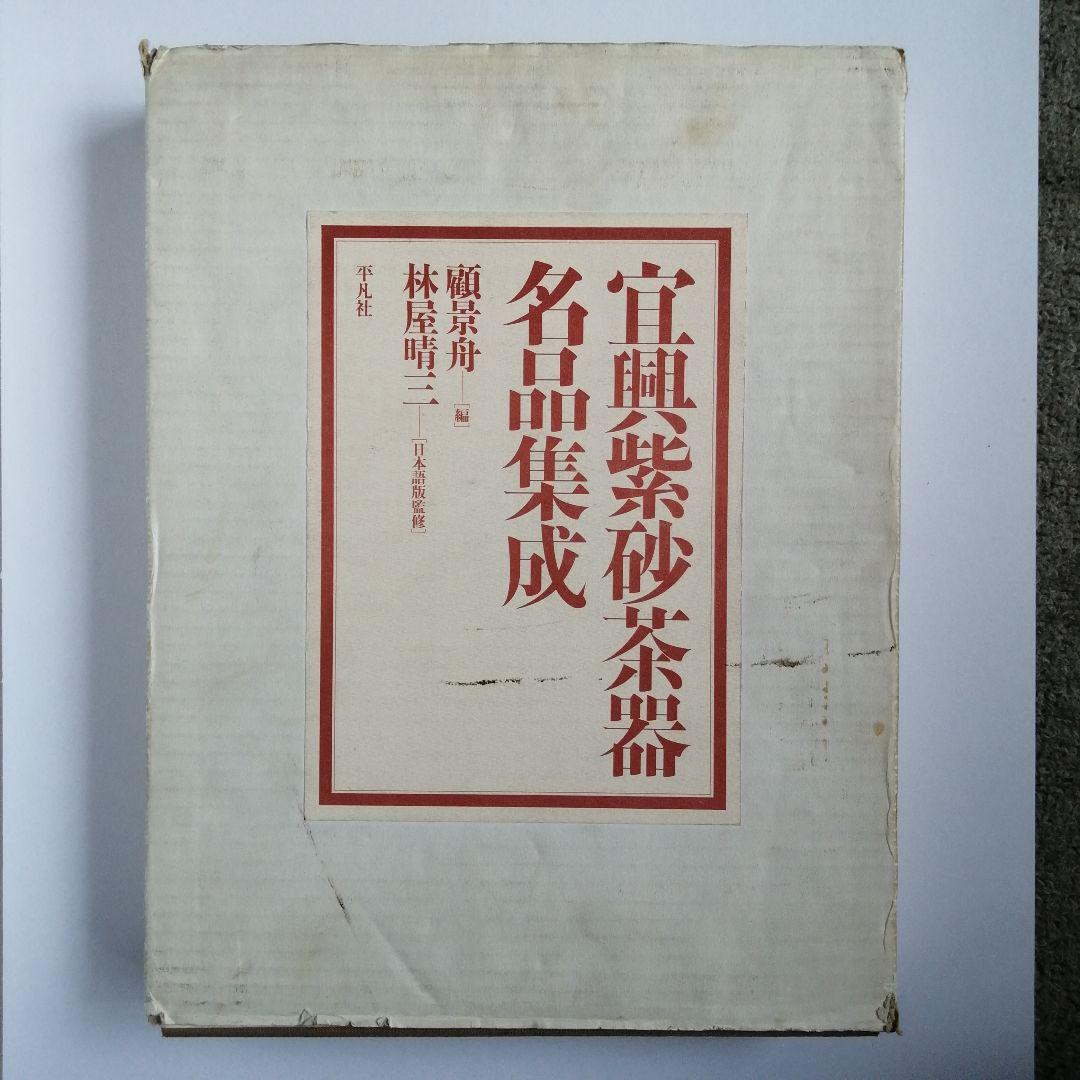 宜興紫砂茶器
名品集成
顧景舟―[編]
林屋晴三―[日本語版監修]
平凡社